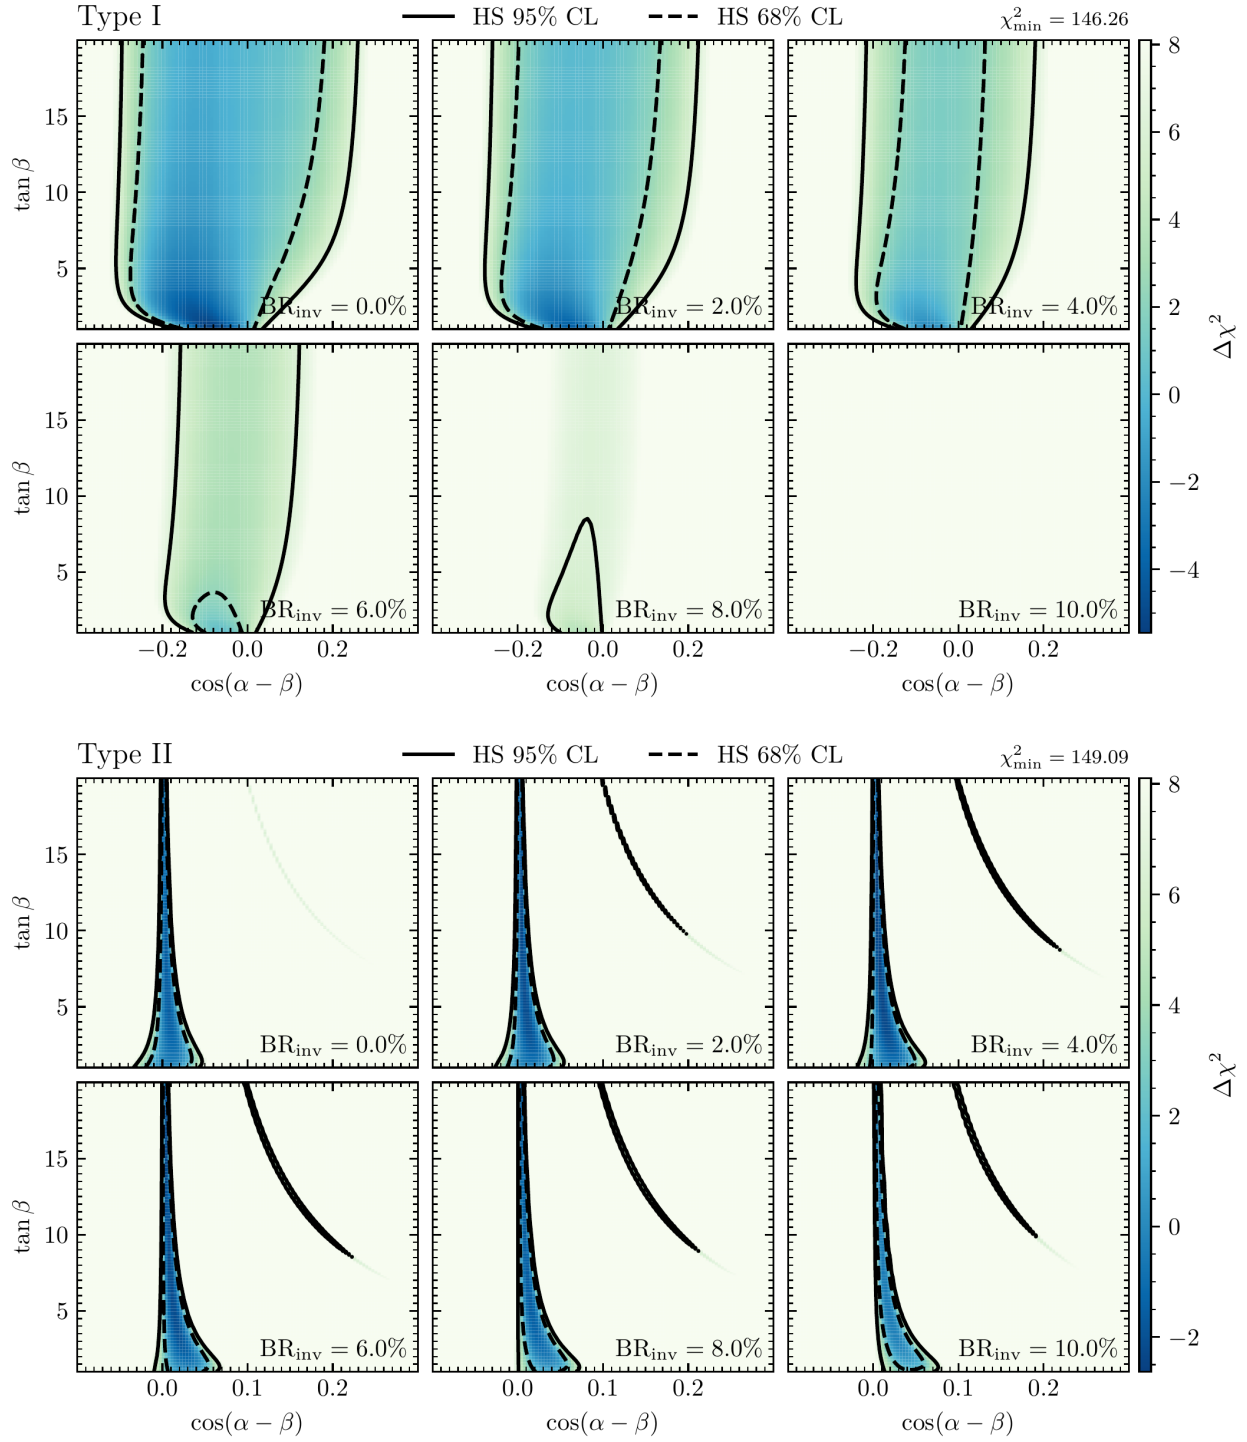 Type I HS 95% CL HS 68% CL χ²min = 146.26
tan β
15
10
5
BRinv = 0.0%
BRinv = 2.0%
BRinv = 4.0%
tan β
15
10
5
BRinv = 6.0%
BRinv = 8.0%
BRinv = 10.0%
−0.2 0.0 0.2
−0.2 0.0 0.2
−0.2 0.0 0.2
cos(α − β)
cos(α − β)
cos(α − β)
8
6
4
2
0
−2
−4
Δχ²
Type II HS 95% CL HS 68% CL χ²min = 149.09
tan β
15
10
5
BRinv = 0.0%
BRinv = 2.0%
BRinv = 4.0%
tan β
15
10
5
BRinv = 6.0%
BRinv = 8.0%
BRinv = 10.0%
0.0 0.1 0.2
0.0 0.1 0.2
0.0 0.1 0.2
cos(α − β)
cos(α − β)
cos(α − β)
8
6
4
2
0
−2
Δχ²